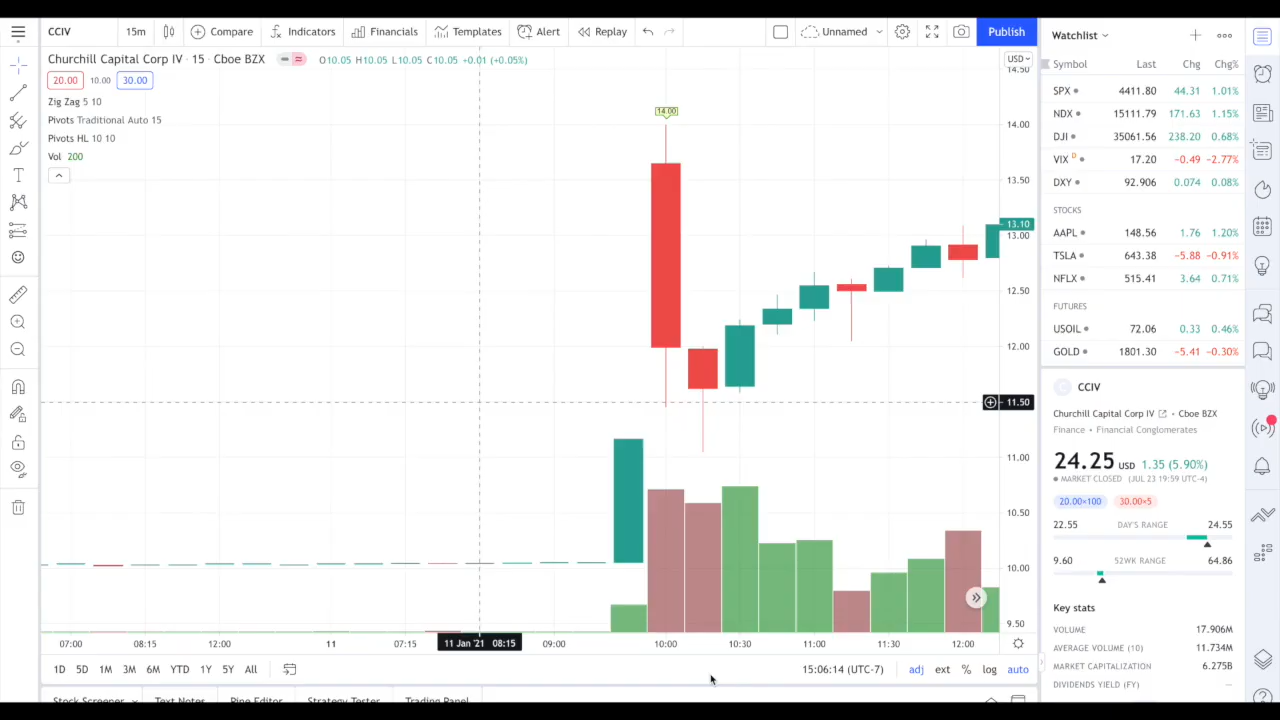 CCIV 15m Compare Indicators Financials Templates Alert Replay Unnamed Publish
Churchill Capital Corp IV · 15 · Cboe BZX O10.05 H10.05 L10.05 C10.05 +0.01 (+0.05%)
20.00 10.00 30.00
Zig Zag 5 10
Pivots Traditional Auto 15
Pivots HL 10 10
Vol 200
14.00
USD
14.50
14.00
13.50
13.10
13.00
12.50
12.00
11.50
11.00
10.50
10.00
9.50
07:00 08:15 12:00 11 07:15 11 Jan '21 08:15 09:00 10:00 10:30 11:00 11:30 12:00
1D 5D 1M 3M 6M YTD 1Y 5Y All 15:06:14 (UTC-7) adj ext % log auto
Stock Screener Text Notes Pine Editor Strategy Tester Trading Panel
Watchlist
Symbol Last Chg Chg%
SPX 4411.80 44.31 1.01%
NDX 15111.79 171.63 1.15%
DJI 35061.56 238.20 0.68%
VIX D 17.20 −0.49 −2.77%
DXY 92.906 0.074 0.08%
STOCKS
AAPL 148.56 1.76 1.20%
TSLA 643.38 −5.88 −0.91%
NFLX 515.41 3.64 0.71%
FUTURES
USOIL 72.06 0.33 0.46%
GOLD 1801.30 −5.41 −0.30%
C CCIV
Churchill Capital Corp IV • Cboe BZX
Finance • Financial Conglomerates
24.25 USD 1.35 (5.90%)
MARKET CLOSED (JUL 23 19:59 UTC-4)
20.00×100 30.00×5
22.55 DAY'S RANGE 24.55
9.60 52WK RANGE 64.86
Key stats
VOLUME 17.906M
AVERAGE VOLUME (10) 11.734M
MARKET CAPITALIZATION 6.275B
DIVIDENDS YIELD (FY) —